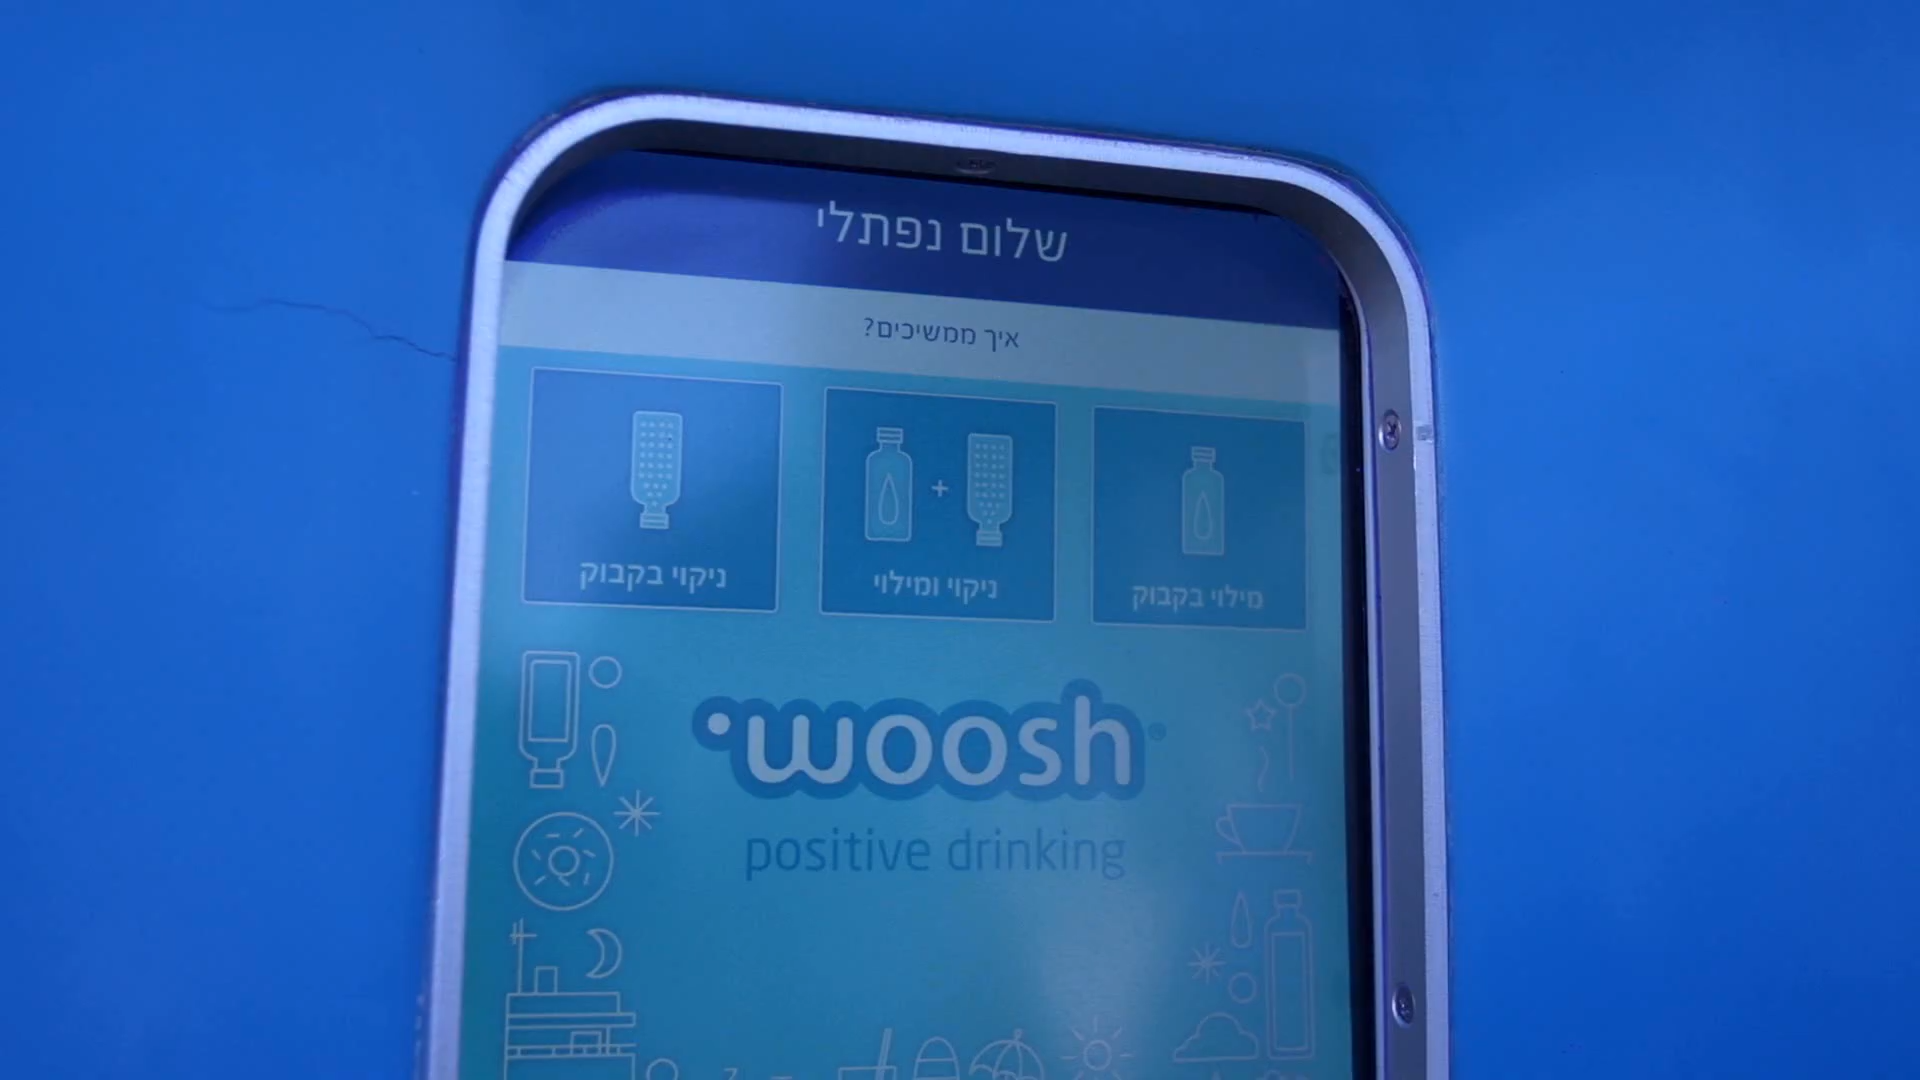 שלום נפתלי
איך ממשיכים?
מילוי בקבוק
ניקוי ומילוי
ניקוי בקבוק
woosh
positive drinking